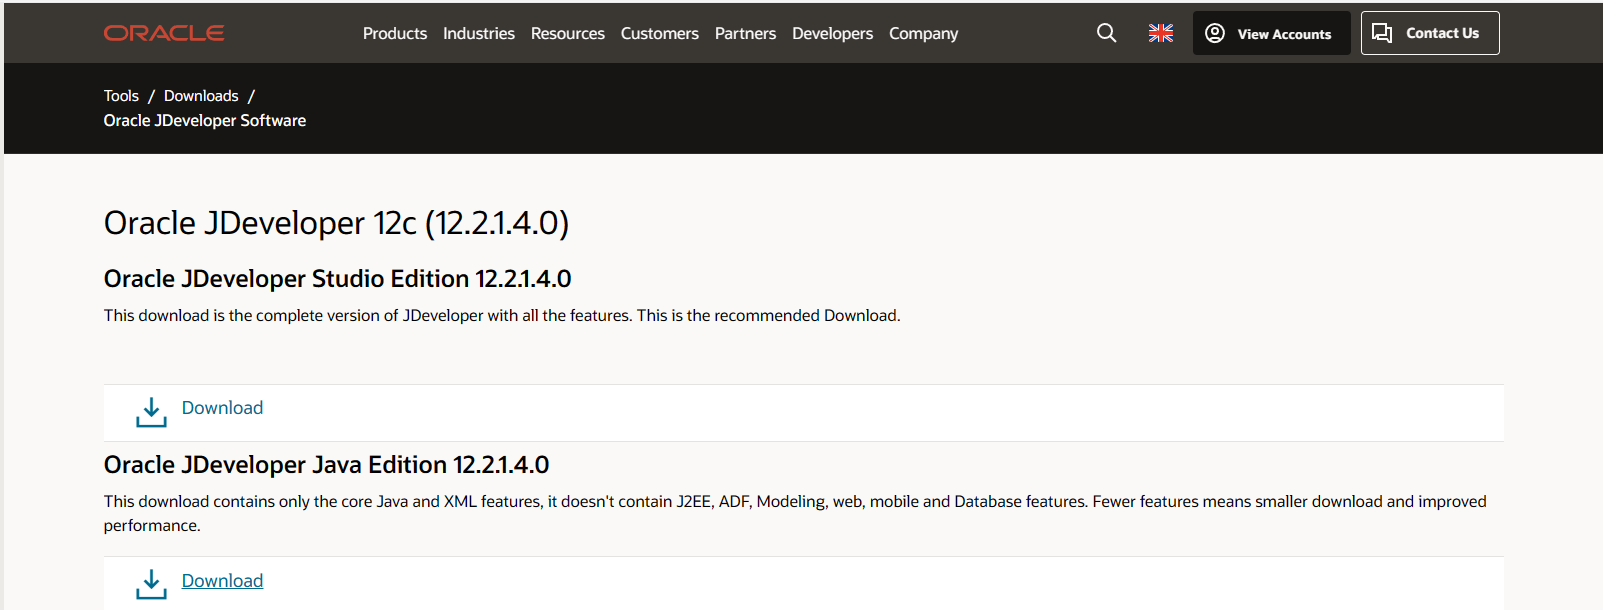 ORACLE
Products Industries Resources Customers Partners Developers Company
View Accounts
Contact Us
Tools / Downloads /
Oracle JDeveloper Software
Oracle JDeveloper 12c (12.2.1.4.0)
Oracle JDeveloper Studio Edition 12.2.1.4.0
This download is the complete version of JDeveloper with all the features. This is the recommended Download.
Download
Oracle JDeveloper Java Edition 12.2.1.4.0
This download contains only the core Java and XML features, it doesn't contain J2EE, ADF, Modeling, web, mobile and Database features. Fewer features means smaller download and improved
performance.
Download